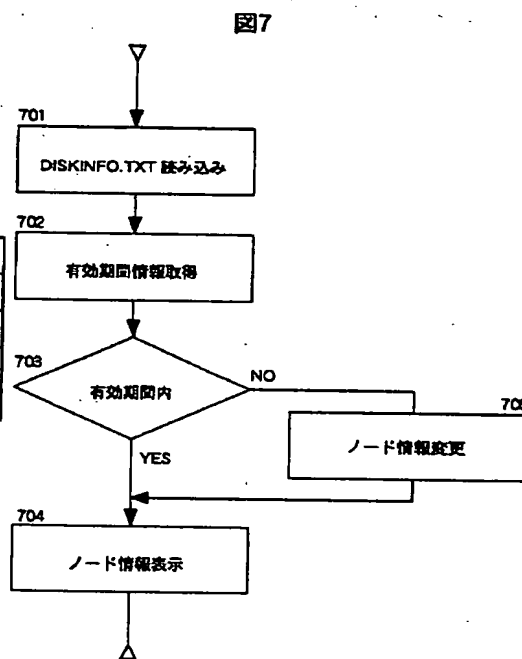 図7
701
DISKINFO.TXT 読み込み
702
有効期間情報取得
703
有効期間内
NO
YES
ノード情報変更
704
ノード情報表示